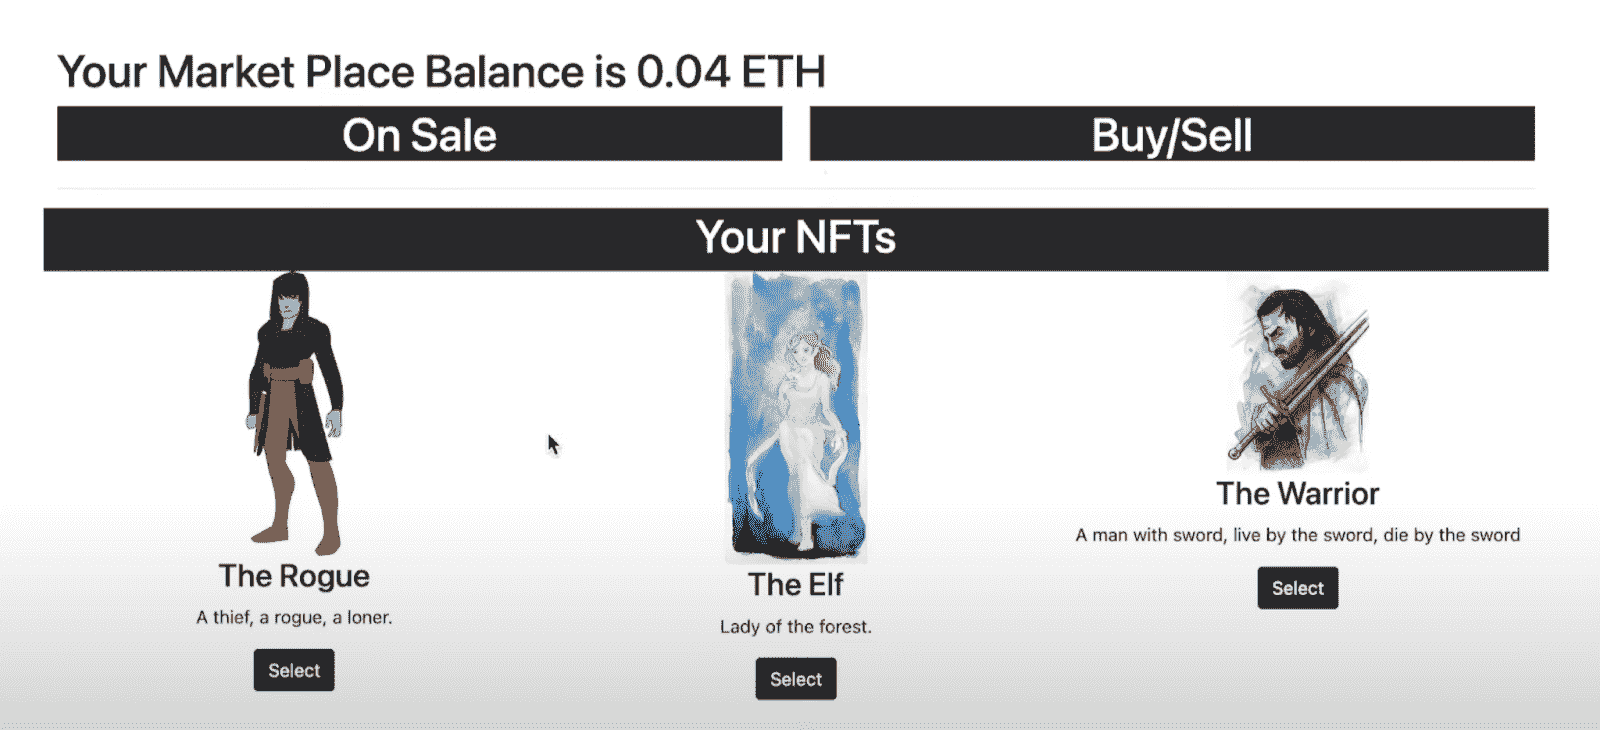 Your Market Place Balance is 0.04 ETH
On Sale
Buy/Sell
Your NFTs
The Rogue
A thief, a rogue, a loner.
Select
The Elf
Lady of the forest.
Select
The Warrior
A man with sword, live by the sword, die by the sword
Select